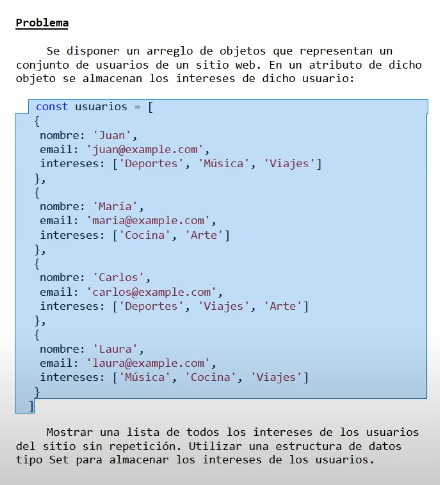 Problema
Se disponer un arreglo de objetos que representan un
conjunto de usuarios de un sitio web. En un atributo de dicho
objeto se almacenan los intereses de dicho usuario:
const usuarios = [
{
nombre: 'Juan',
email: 'juan@example.com',
intereses: ['Deportes', 'Música', 'Viajes']
},
{
nombre: 'María',
email: 'maria@example.com',
intereses: ['Cocina', 'Arte']
},
{
nombre: 'Carlos',
email: 'carlos@example.com',
intereses: ['Deportes', 'Viajes', 'Arte']
},
{
nombre: 'Laura',
email: 'laura@example.com',
intereses: ['Música', 'Cocina', 'Viajes']
}
]
Mostrar una lista de todos los intereses de los usuarios
del sitio sin repetición. Utilizar una estructura de datos
tipo Set para almacenar los intereses de los usuarios.